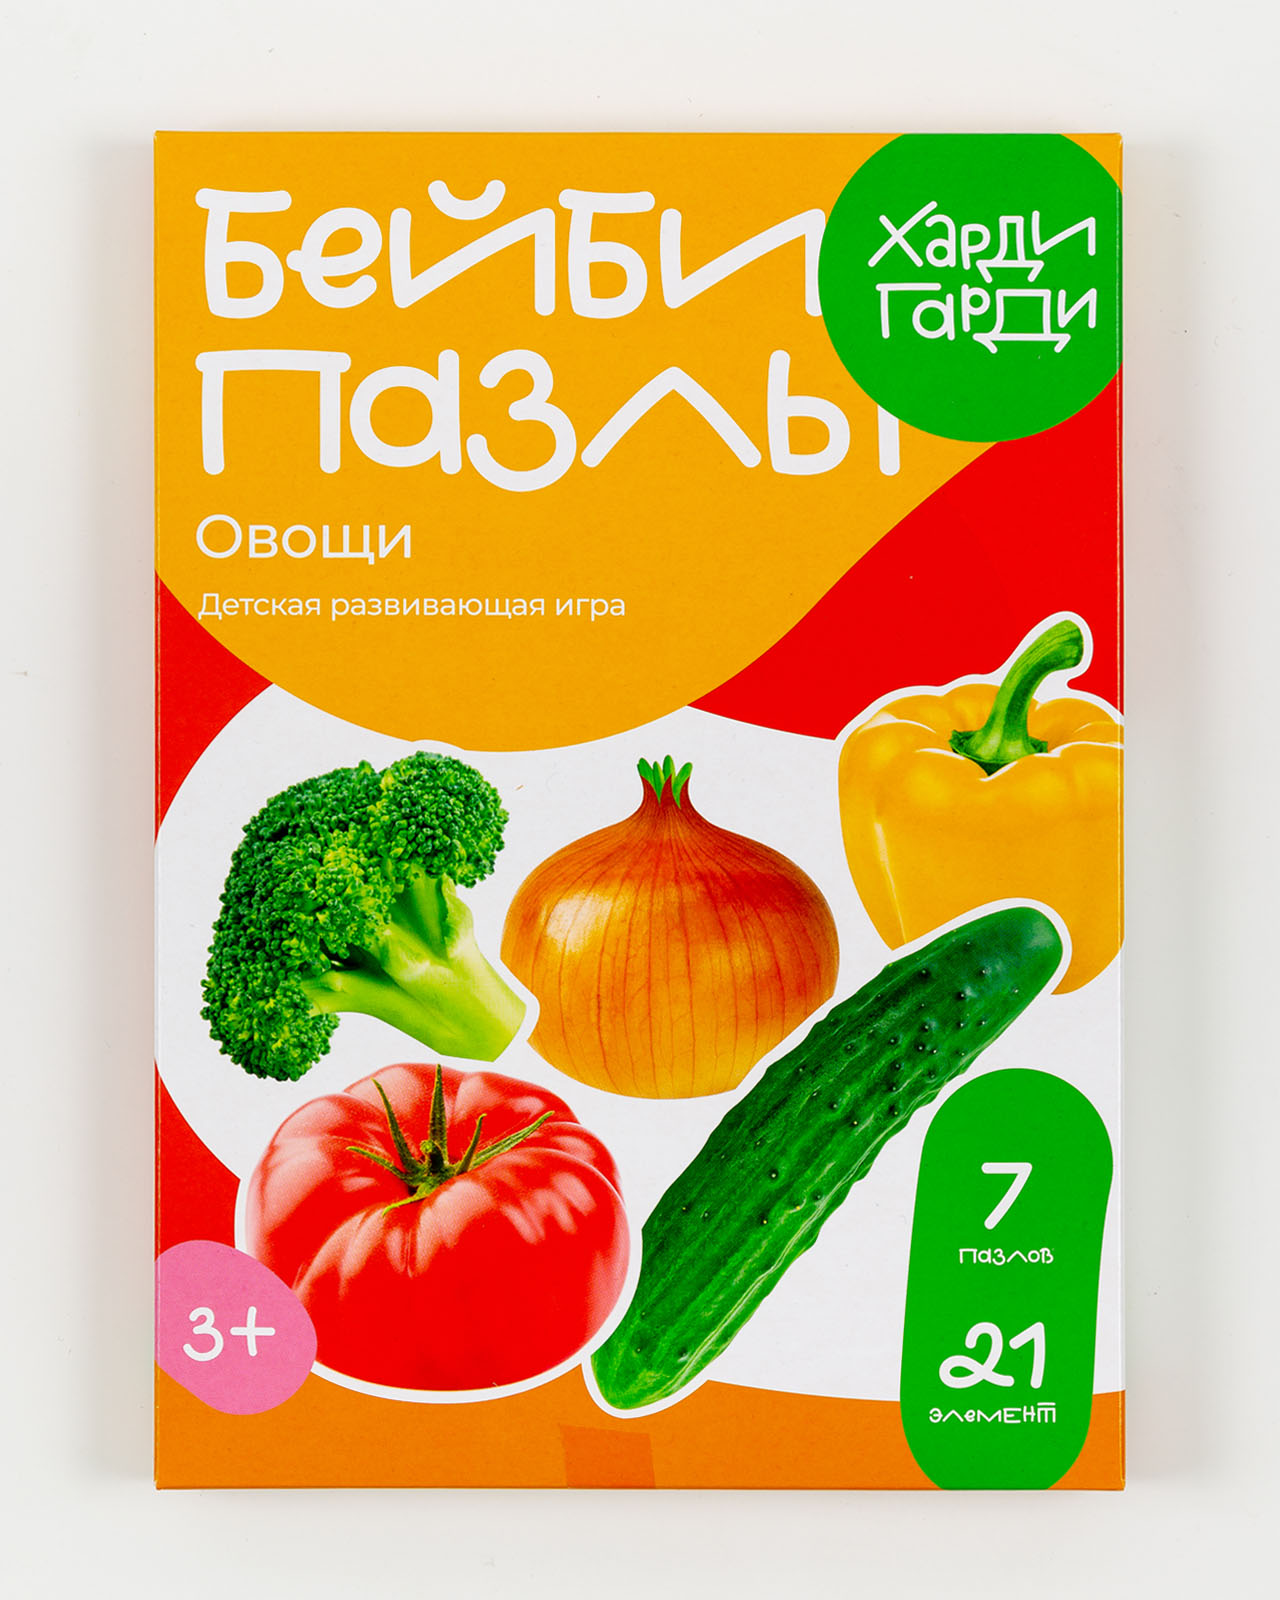 Бейби
Пазлы
Харди
Гарди
Овощи
Детская развивающая игра
7
пазлов
21
элемент
3+